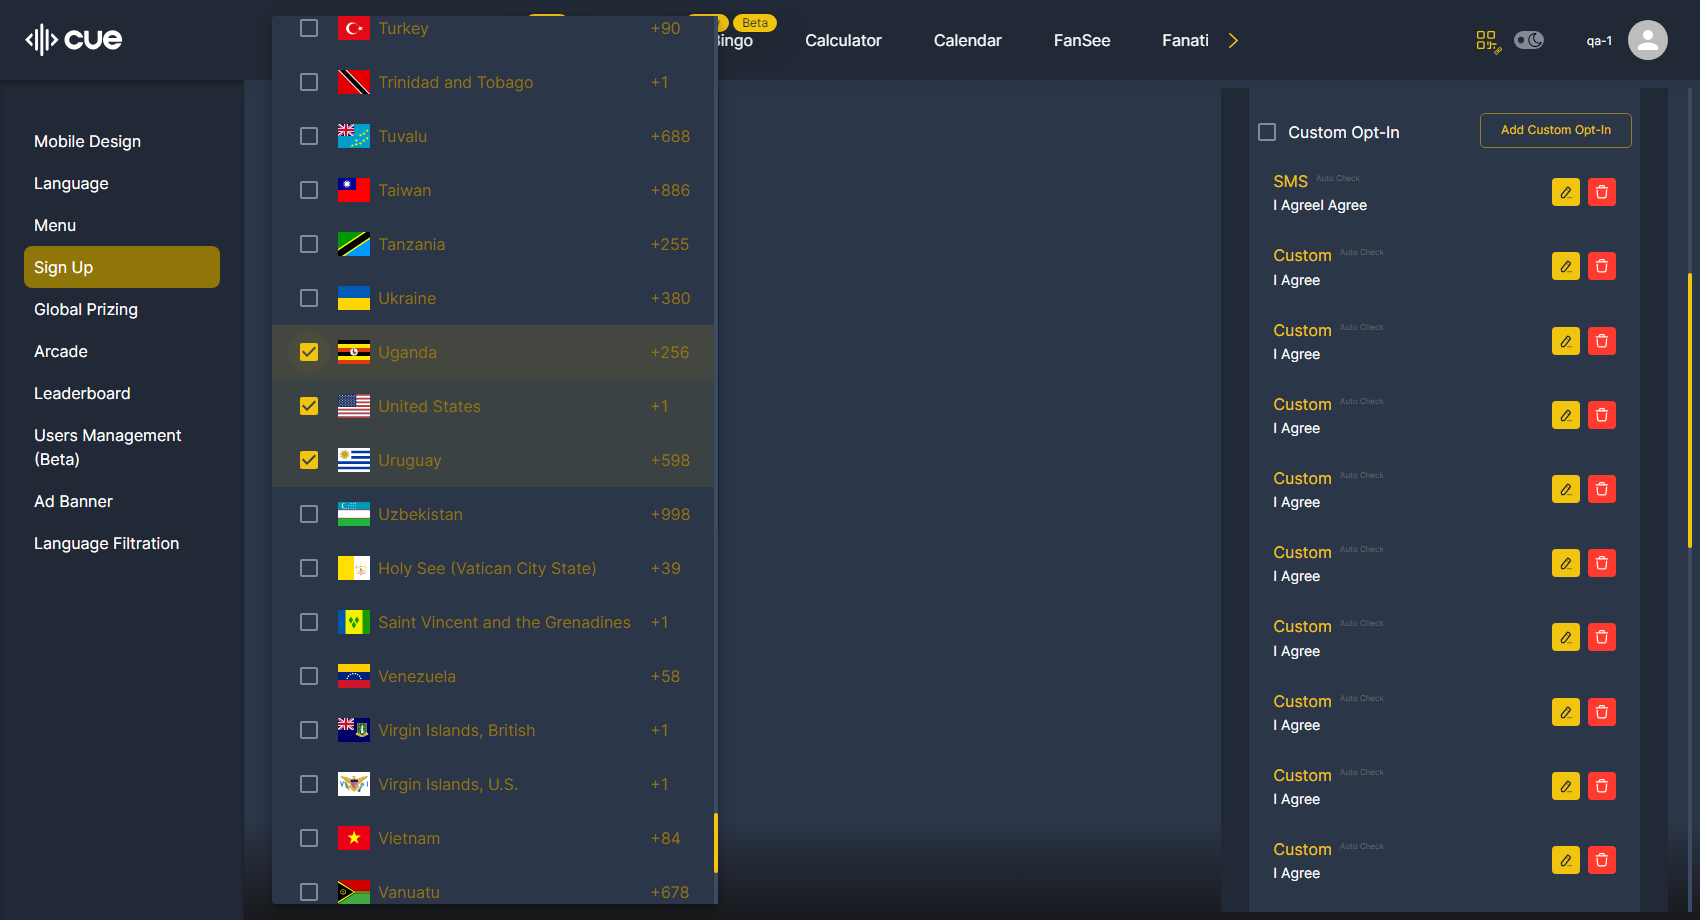 cue
Beta
Bingo
Calculator
Calendar
FanSee
Fanati
qa-1
Mobile Design
Language
Menu
Sign Up
Global Prizing
Arcade
Leaderboard
Users Management
(Beta)
Ad Banner
Language Filtration
Turkey +90
Trinidad and Tobago +1
Tuvalu +688
Taiwan +886
Tanzania +255
Ukraine +380
Uganda +256
United States +1
Uruguay +598
Uzbekistan +998
Holy See (Vatican City State) +39
Saint Vincent and the Grenadines +1
Venezuela +58
Virgin Islands, British +1
Virgin Islands, U.S. +1
Vietnam +84
Vanuatu +678
Custom Opt-In
Add Custom Opt-In
SMS Auto Check
I AgreeI Agree
Custom Auto Check
I Agree
Custom Auto Check
I Agree
Custom Auto Check
I Agree
Custom Auto Check
I Agree
Custom Auto Check
I Agree
Custom Auto Check
I Agree
Custom Auto Check
I Agree
Custom Auto Check
I Agree
Custom Auto Check
I Agree